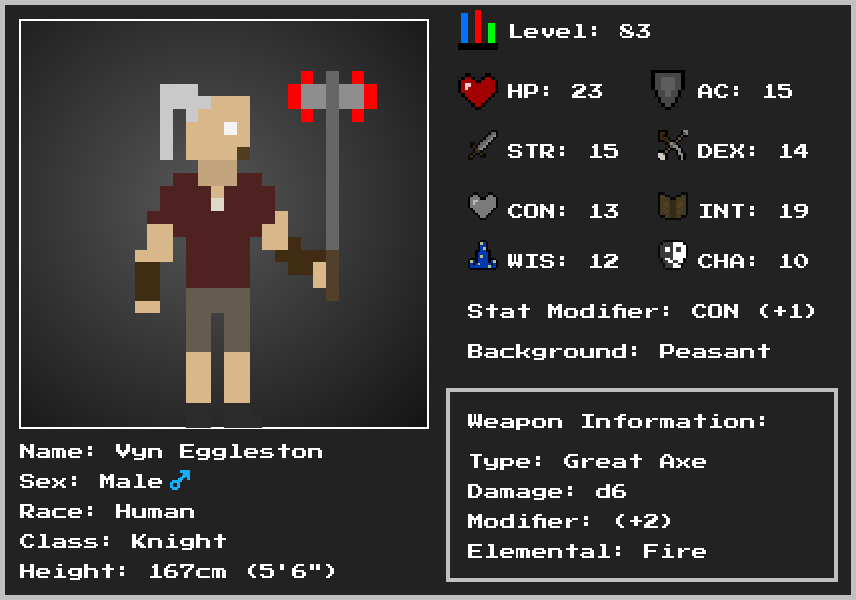 Level: 83
HP: 23
AC: 15
STR: 15
DEX: 14
CON: 13
INT: 19
WIS: 12
CHA: 10
Stat Modifier: CON (+1)
Background: Peasant
Weapon Information:
Type: Great Axe
Damage: d6
Modifier: (+2)
Elemental: Fire
Name: Vyn Eggleston
Sex: Male ♂
Race: Human
Class: Knight
Height: 167cm (5'6")